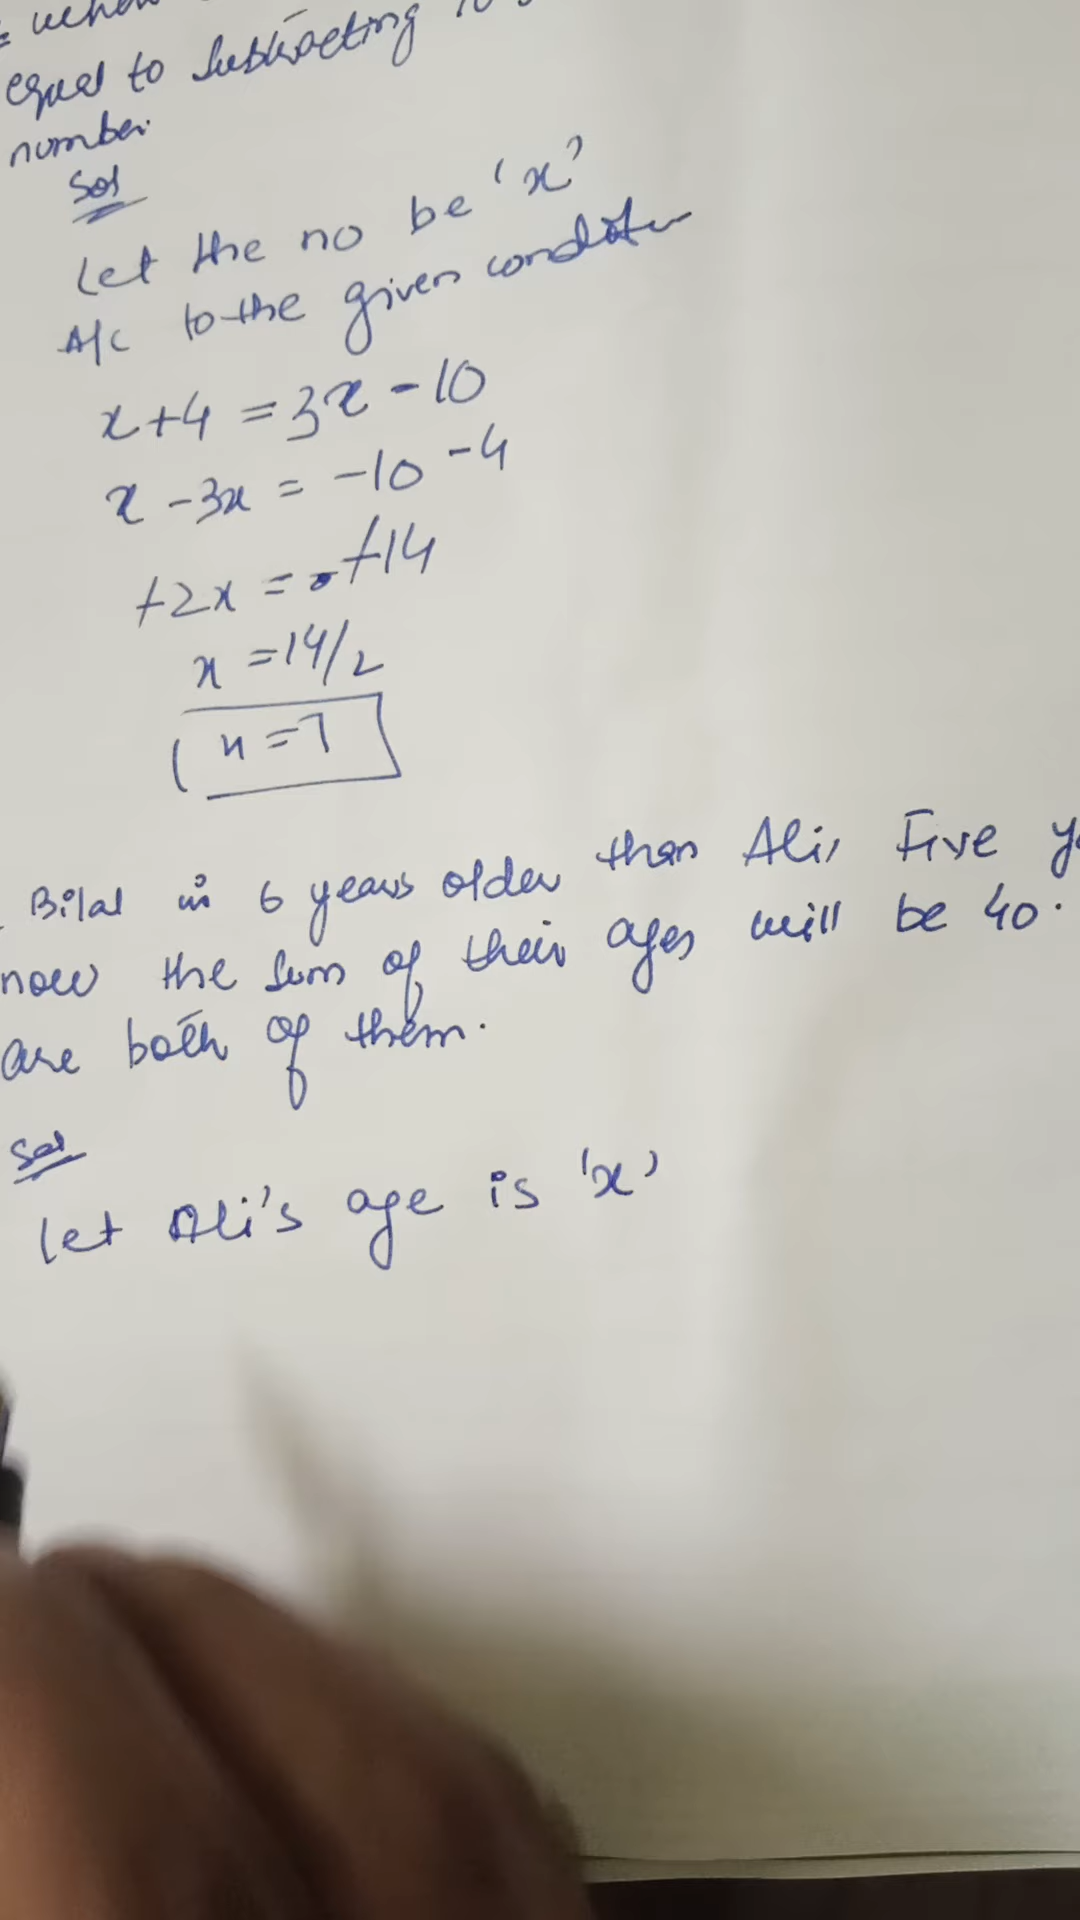 = when
equal to subtracting 10
number.
Sol
Let the no be 'x'
A/c to the given condition
x+4 = 3x -10
x -3x = -10 -4
+2x = +14
x =14/2
x =7
Bilal is 6 years older than Ali, Five y
now the sum of their ages will be 40.
are both of them.
Sol
let Ali's age is 'x'